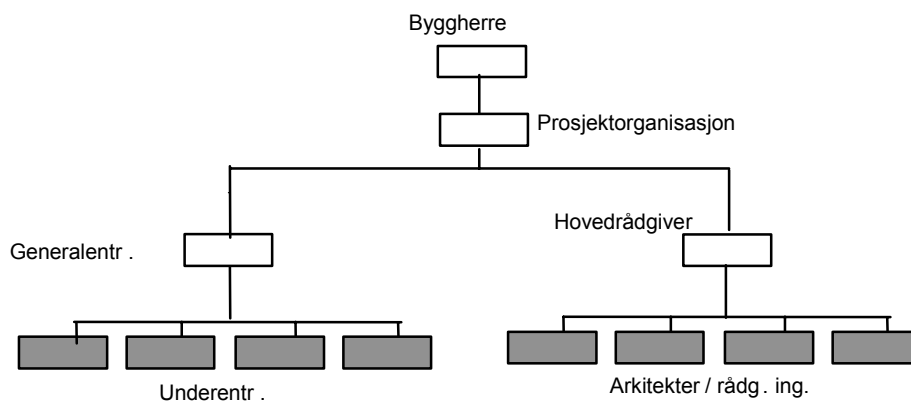 Byggherre
Prosjektorganisasjon
Hovedrådgiver
Generalentr .
Underentr .
Arkitekter / rådg . ing.